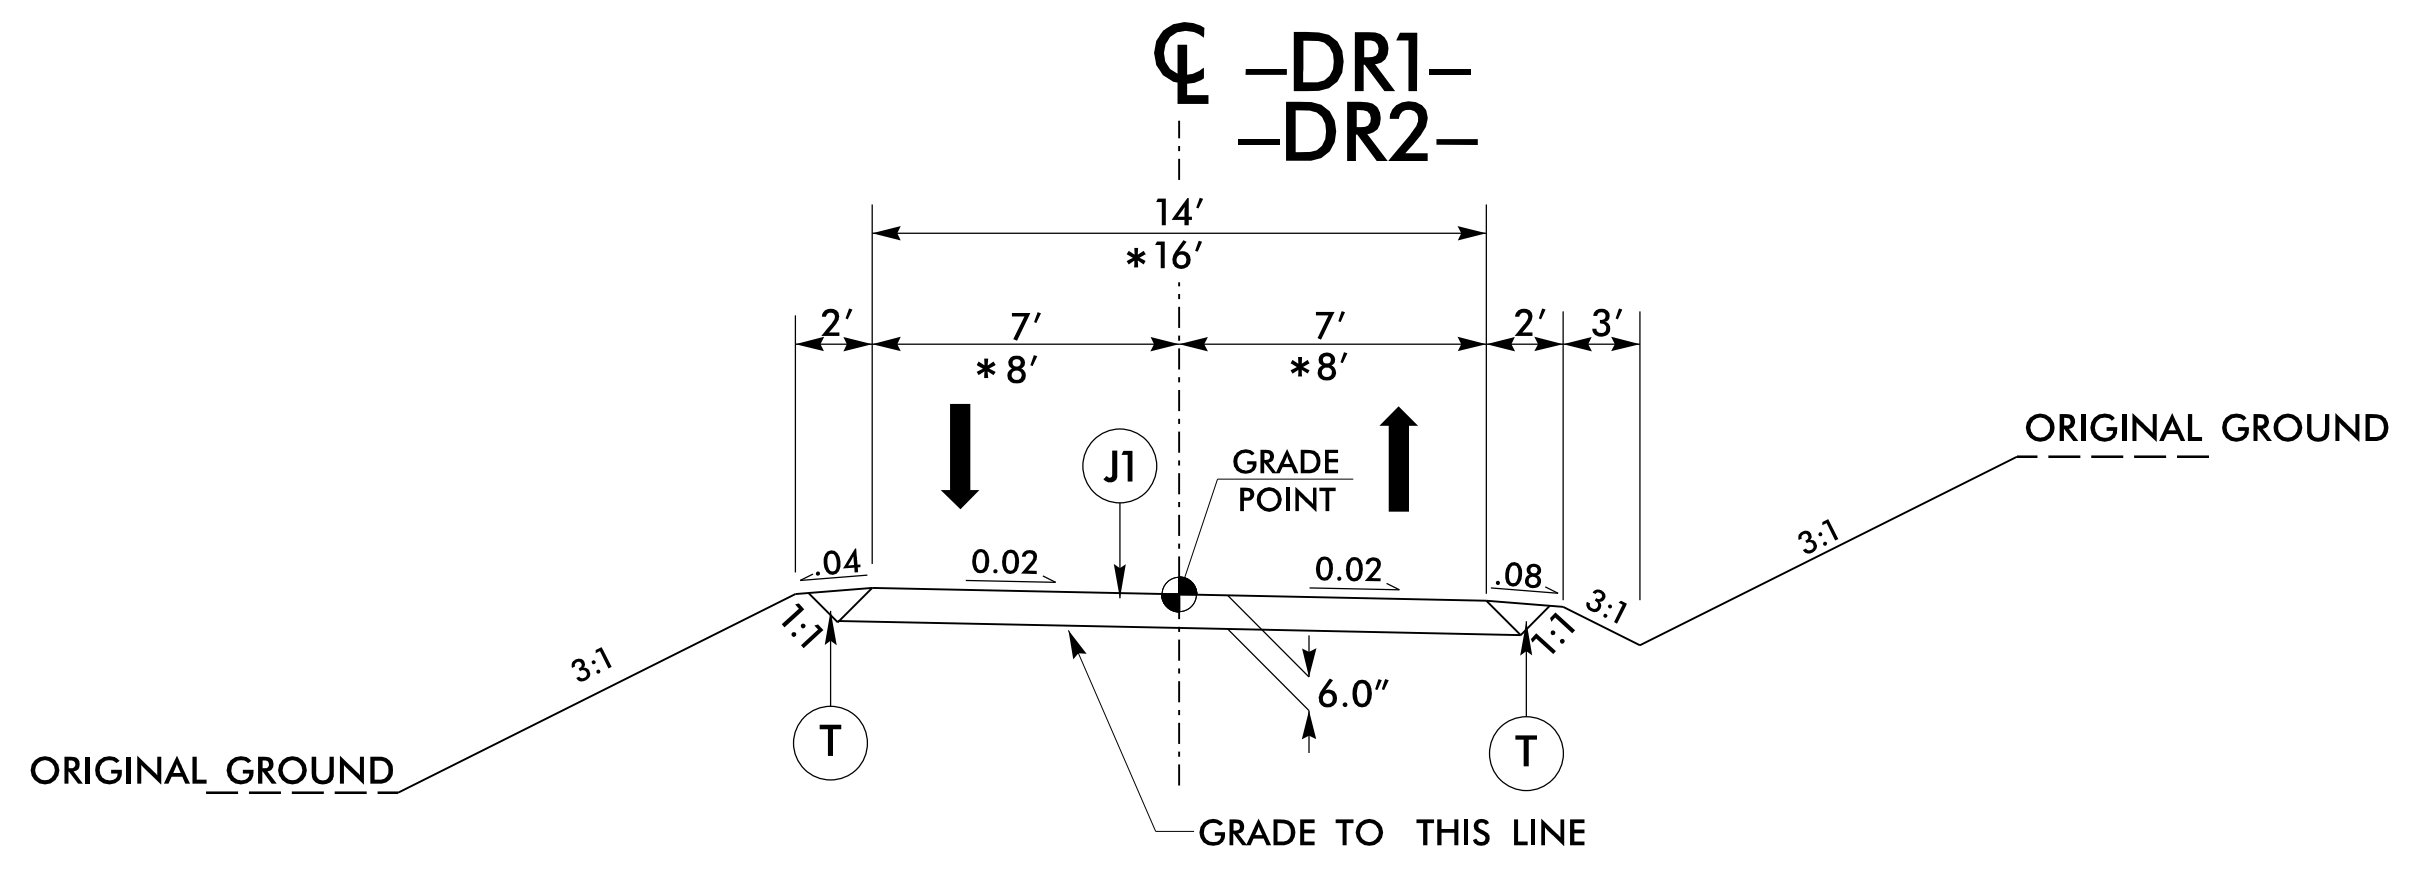 ℄ –DR1–
–DR2–
14′
*16′
2′ 7′ 7′ 2′ 3′
*8′ *8′
ORIGINAL GROUND
J1
GRADE
POINT
.04 0.02 0.02 .08
3:1
3:1
1:1 1:1
3:1
6.0″
T T
ORIGINAL GROUND
GRADE TO THIS LINE